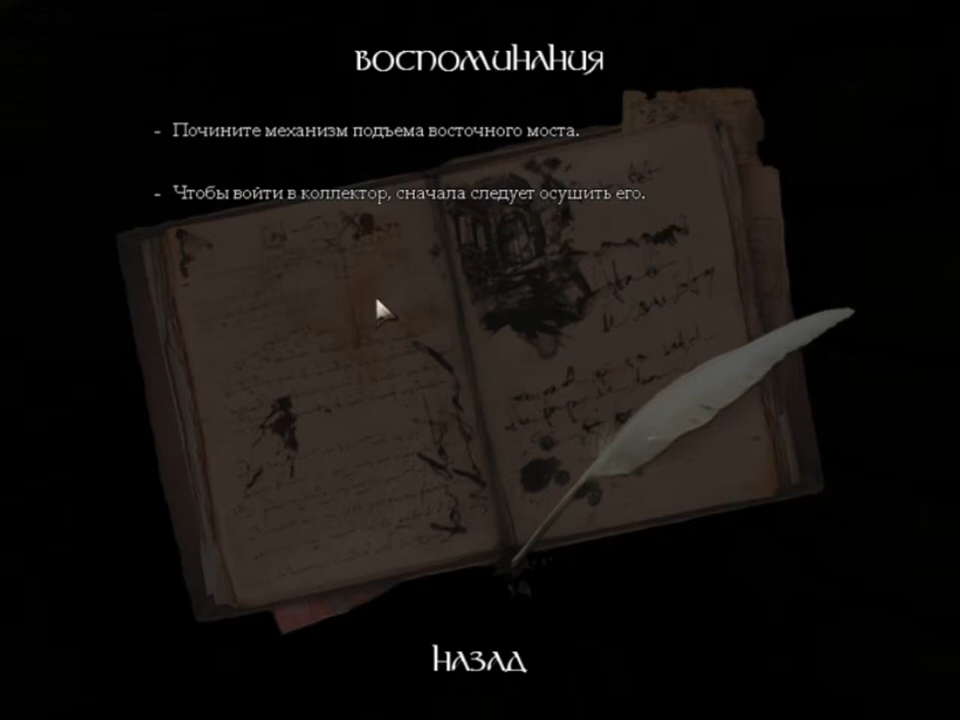 воспоминания
- Почините механизм подъема восточного моста.
- Чтобы войти в коллектор, сначала следует осушить его.
назад